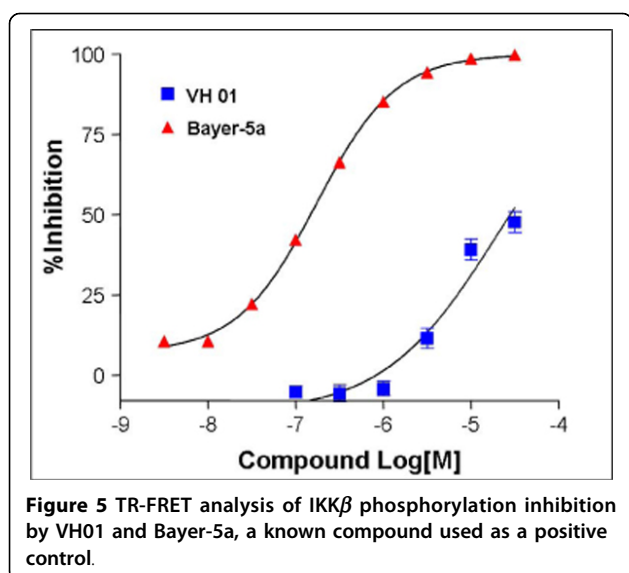 100
75
50
25
0
%Inhibition
VH 01
Bayer-5a
-9 -8 -7 -6 -5 -4
Compound Log[M]
Figure 5 TR-FRET analysis of IKKβ phosphorylation inhibition
by VH01 and Bayer-5a, a known compound used as a positive
control.